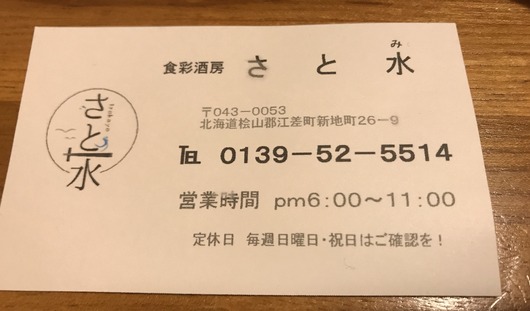 食彩酒房 さと水
み
〒043-0053
北海道桧山郡江差町新地町26-9
℡ 0139-52-5514
営業時間 pm6:00~11:00
定休日 毎週日曜日・祝日はご確認を!
さと水